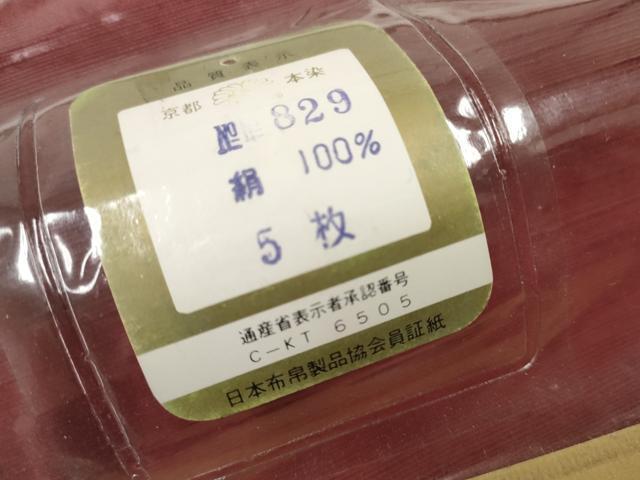 品質表示
京都 本染
829
絹 100%
5 枚
通産省表示者承認番号
C-KT 6505
日本布帛製品協会員証紙